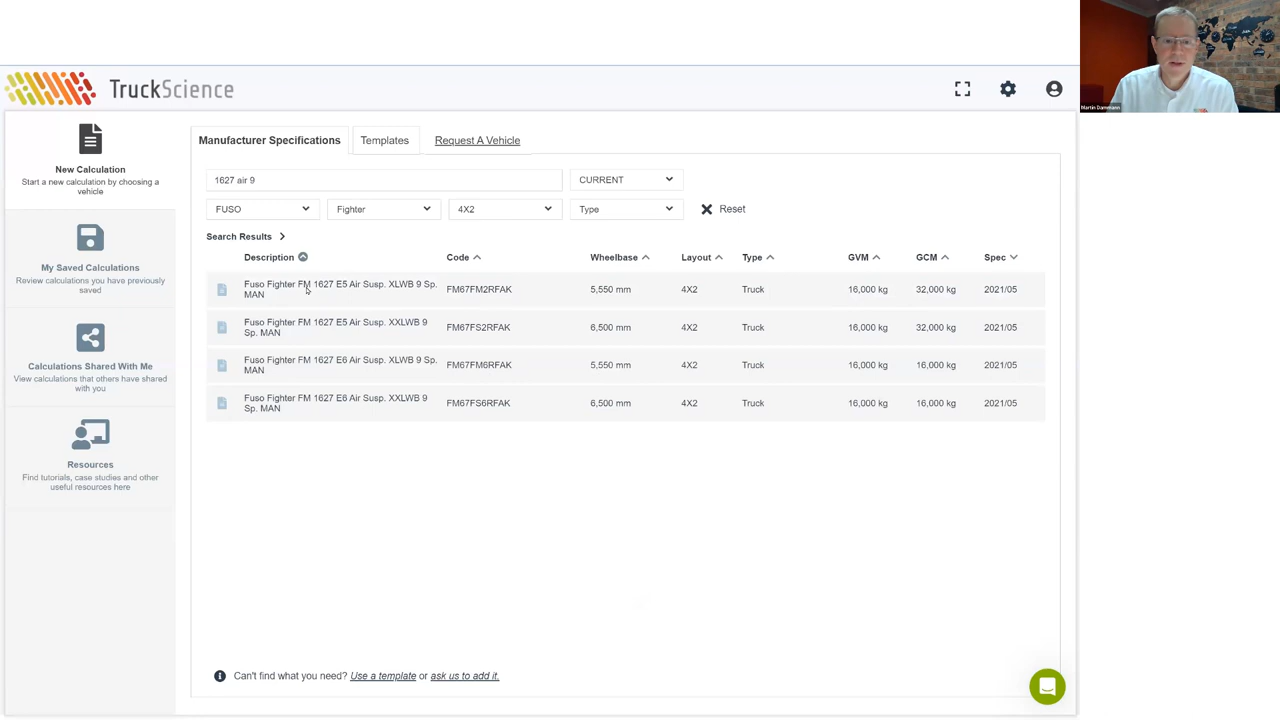 TruckScience
Martin Dammann
New Calculation
Start a new calculation by choosing a
vehicle
My Saved Calculations
Review calculations you have previously
saved
Calculations Shared With Me
View calculations that others have shared
with you
Resources
Find tutorials, case studies and other
useful resources here
Manufacturer Specifications Templates Request A Vehicle
1627 air 9 CURRENT
FUSO Fighter 4X2 Type Reset
Search Results
Description Code Wheelbase Layout Type GVM GCM Spec
Fuso Fighter FM 1627 E5 Air Susp. XLWB 9 Sp.
MAN
FM67FM2RFAK 5,550 mm 4X2 Truck 16,000 kg 32,000 kg 2021/05
Fuso Fighter FM 1627 E5 Air Susp. XXLWB 9
Sp. MAN
FM67FS2RFAK 6,500 mm 4X2 Truck 16,000 kg 32,000 kg 2021/05
Fuso Fighter FM 1627 E6 Air Susp. XLWB 9 Sp.
MAN
FM67FM6RFAK 5,550 mm 4X2 Truck 16,000 kg 16,000 kg 2021/05
Fuso Fighter FM 1627 E6 Air Susp. XXLWB 9
Sp. MAN
FM67FS6RFAK 6,500 mm 4X2 Truck 16,000 kg 16,000 kg 2021/05
Can't find what you need? Use a template or ask us to add it.